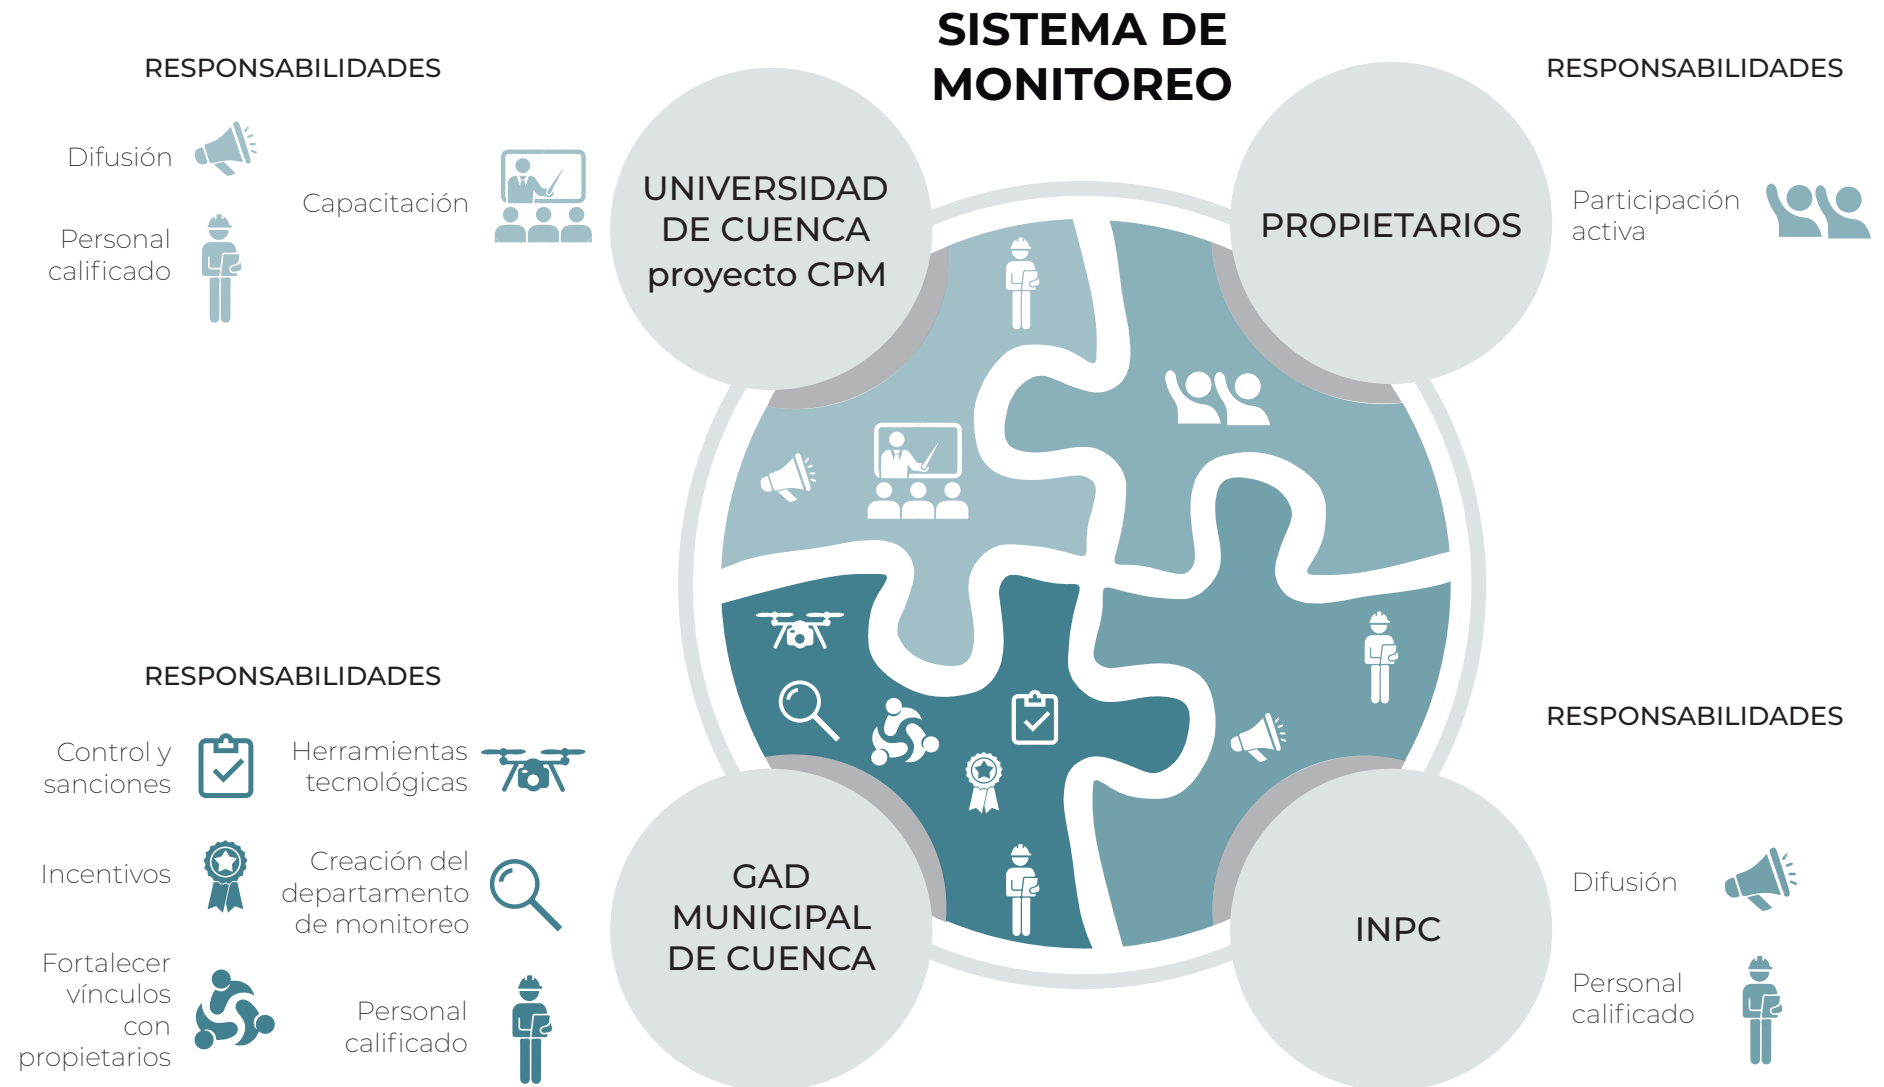 SISTEMA DE
MONITOREO
RESPONSABILIDADES
Difusión
Capacitación
Personal
calificado
UNIVERSIDAD
DE CUENCA
proyecto CPM
PROPIETARIOS
RESPONSABILIDADES
Participación
activa
RESPONSABILIDADES
Control y
sanciones
Herramientas
tecnológicas
Incentivos
Creación del
departamento
de monitoreo
Fortalecer
vínculos
con
propietarios
Personal
calificado
GAD
MUNICIPAL
DE CUENCA
INPC
RESPONSABILIDADES
Difusión
Personal
calificado